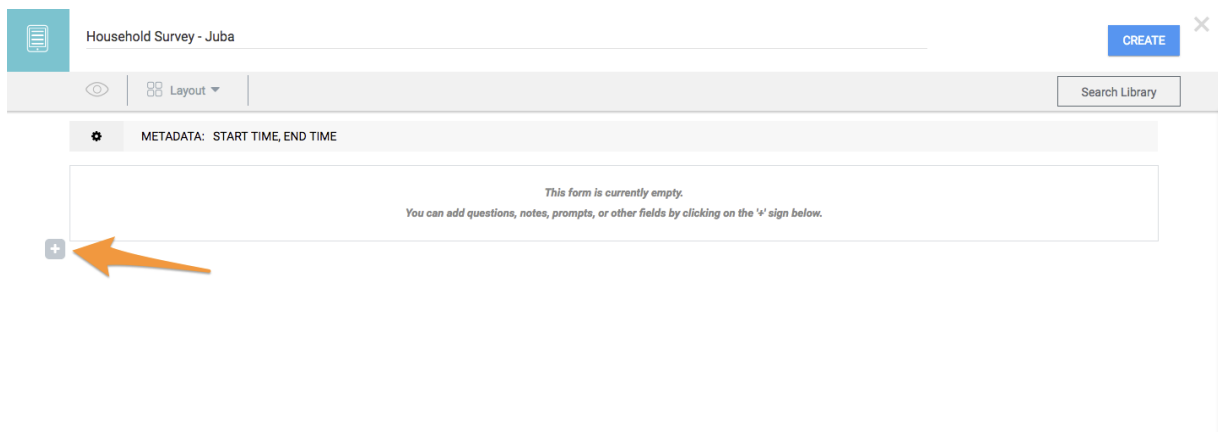 Household Survey - Juba
CREATE
Layout
Search Library
METADATA: START TIME, END TIME
This form is currently empty.
You can add questions, notes, prompts, or other fields by clicking on the '+' sign below.